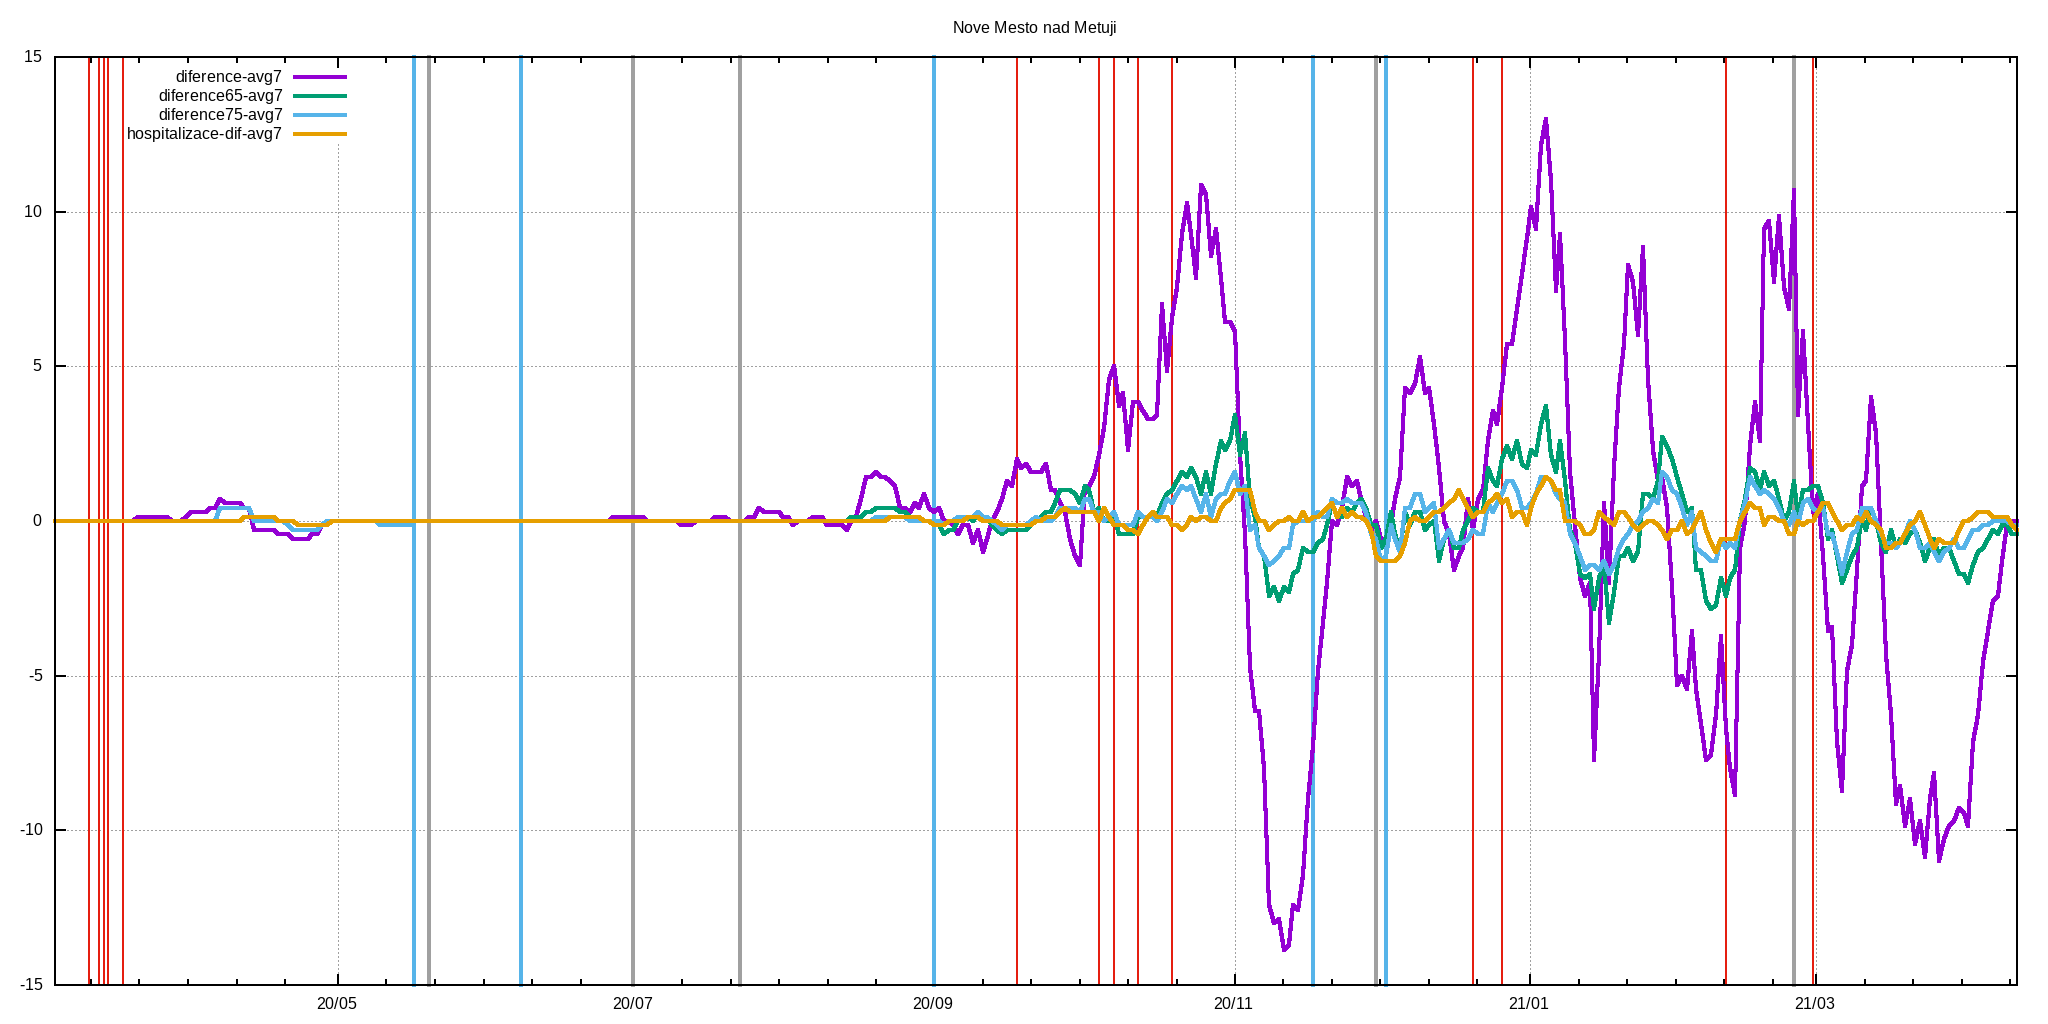 Nove Mesto nad Metuji
15
diference-avg7
diference65-avg7
diference75-avg7
hospitalizace-dif-avg7
10
5
0
-5
-10
-15
20/05 20/07 20/09 20/11 21/01 21/03